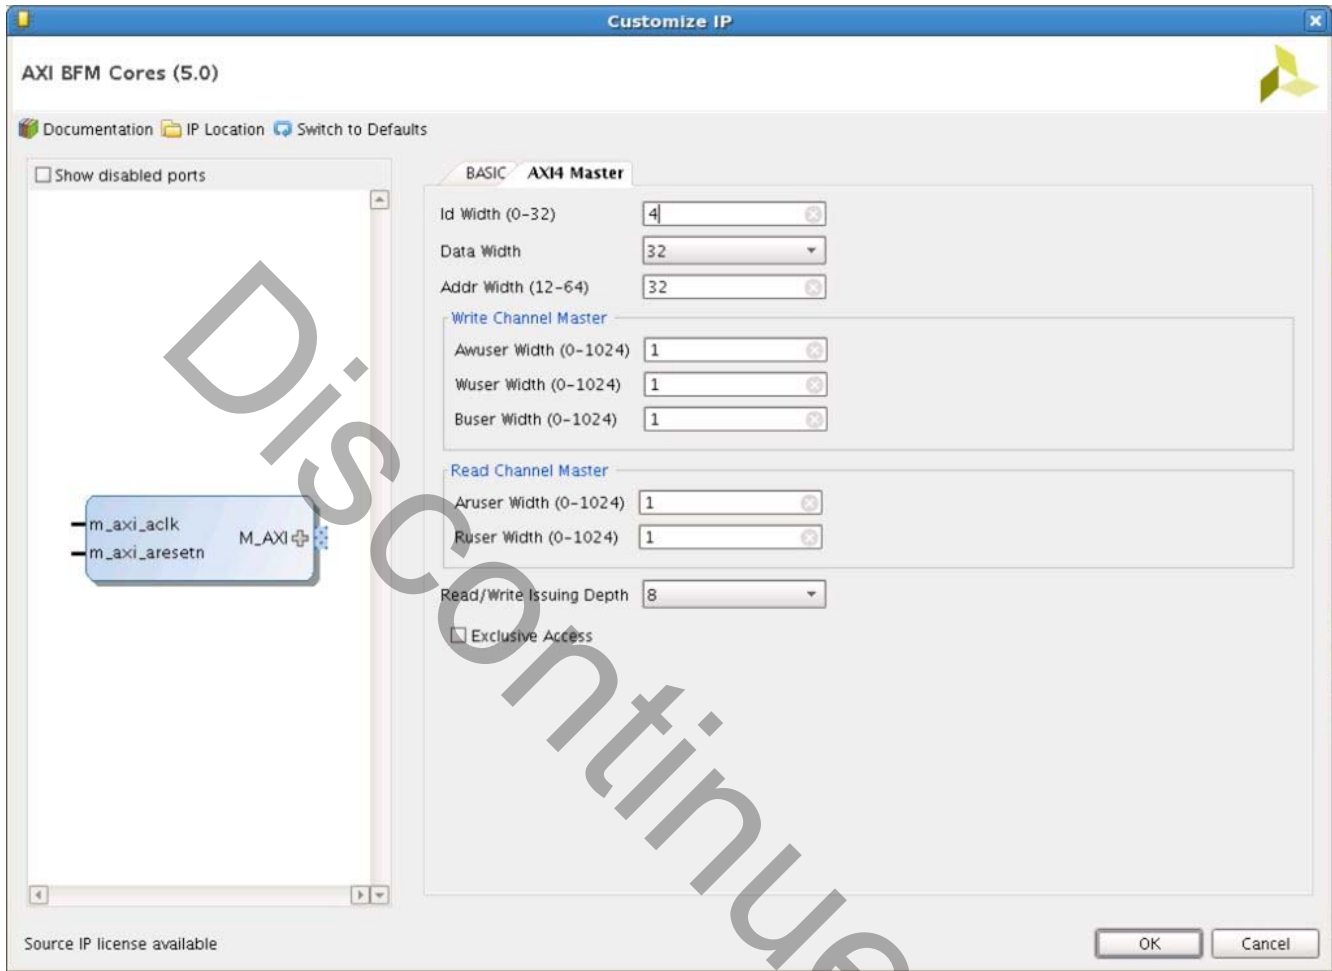 Customize IP
AXI BFM Cores (5.0)
Documentation IP Location Switch to Defaults
Show disabled ports
m_axi_aclk
m_axi_aresetn
M_AXI
BASIC AXI4 Master
Id Width (0-32) 4
Data Width 32
Addr Width (12-64) 32
Write Channel Master
Awuser Width (0-1024) 1
Wuser Width (0-1024) 1
Buser Width (0-1024) 1
Read Channel Master
Aruser Width (0-1024) 1
Ruser Width (0-1024) 1
Read/Write Issuing Depth 8
Exclusive Access
Source IP license available
OK Cancel
Discontinue